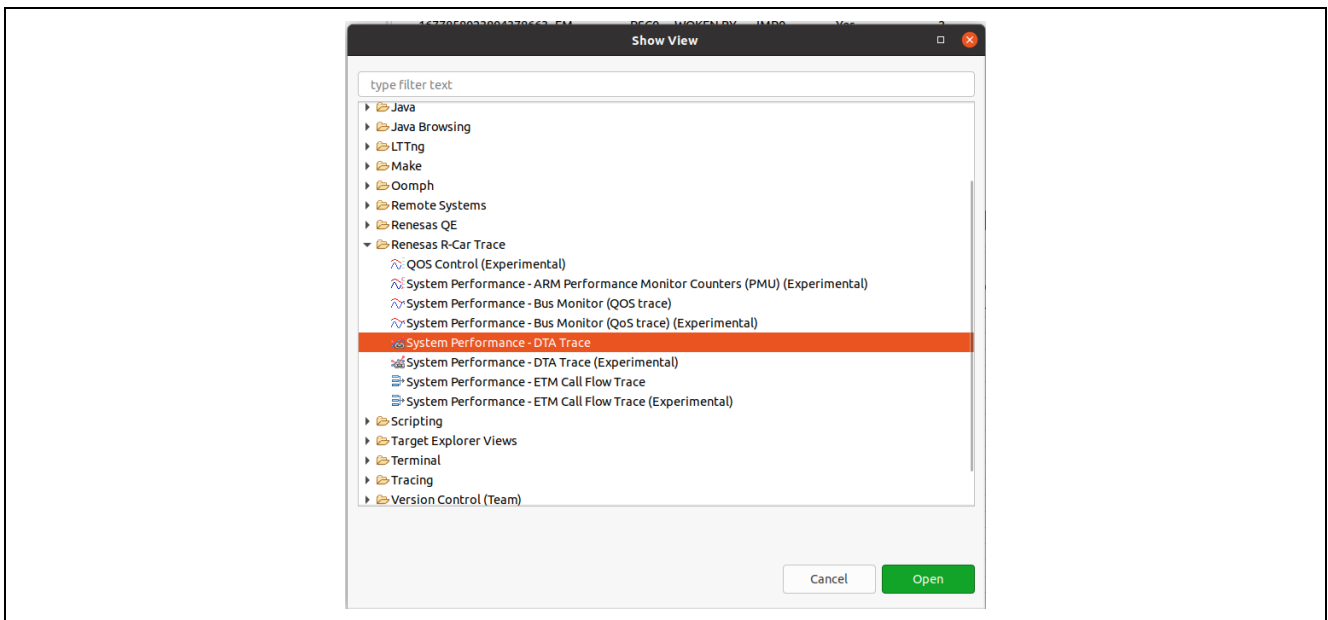 Show View
type filter text
Java
Java Browsing
LTTng
Make
Oomph
Remote Systems
Renesas QE
Renesas R-Car Trace
QOS Control (Experimental)
System Performance - ARM Performance Monitor Counters (PMU) (Experimental)
System Performance - Bus Monitor (QOS trace)
System Performance - Bus Monitor (QoS trace) (Experimental)
System Performance - DTA Trace
System Performance - DTA Trace (Experimental)
System Performance - ETM Call Flow Trace
System Performance - ETM Call Flow Trace (Experimental)
Scripting
Target Explorer Views
Terminal
Tracing
Version Control (Team)
Cancel Open